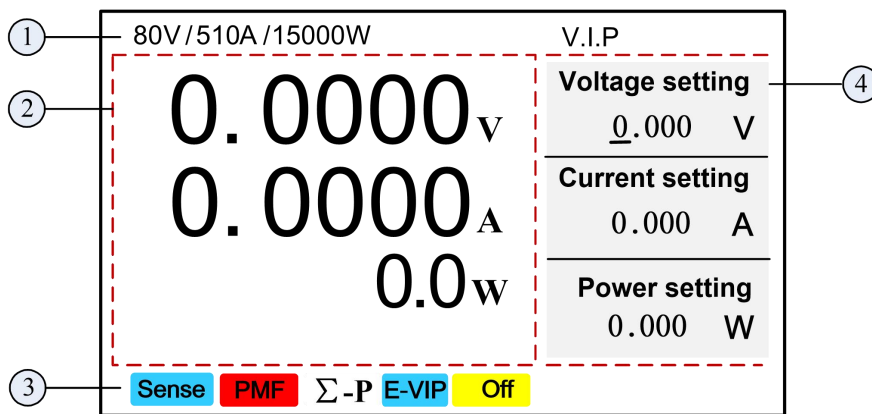 1
80V/510A/15000W
V.I.P
2
0.0000V
0.0000A
0.0W
4
Voltage setting
0.000 V
Current setting
0.000 A
Power setting
0.000 W
3
Sense PMF Σ-P E-VIP Off